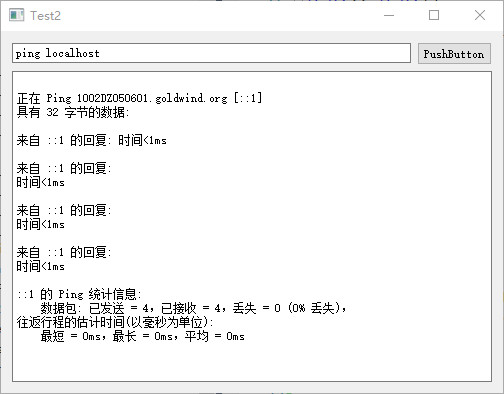 Test2
ping localhost
PushButton
正在 Ping 1002DZ050601.goldwind.org [::1]
具有 32 字节的数据:
来自 ::1 的回复: 时间<1ms
来自 ::1 的回复:
时间<1ms
来自 ::1 的回复:
时间<1ms
来自 ::1 的回复:
时间<1ms
::1 的 Ping 统计信息:
数据包: 已发送 = 4，已接收 = 4，丢失 = 0 (0% 丢失)，
往返行程的估计时间(以毫秒为单位):
最短 = 0ms，最长 = 0ms，平均 = 0ms